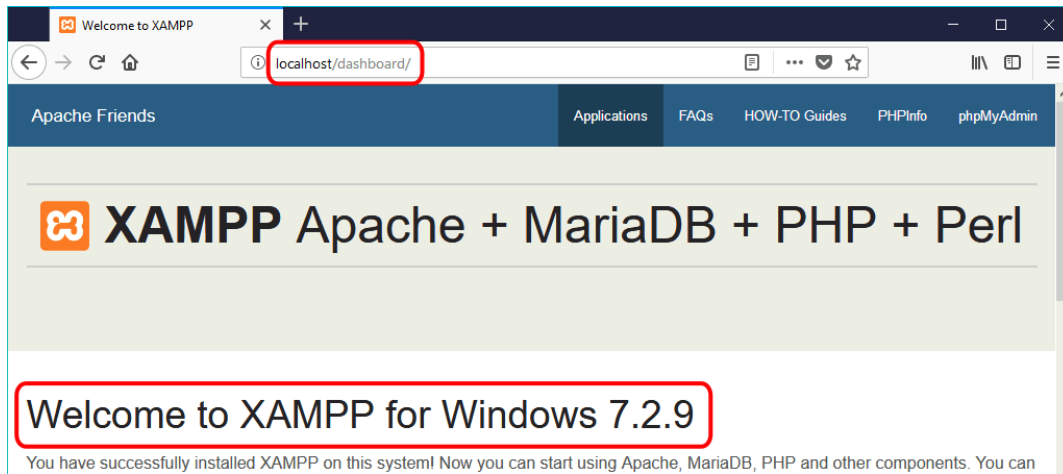 Welcome to XAMPP
localhost/dashboard/
Apache Friends
Applications FAQs HOW-TO Guides PHPInfo phpMyAdmin
XAMPP Apache + MariaDB + PHP + Perl
Welcome to XAMPP for Windows 7.2.9
You have successfully installed XAMPP on this system! Now you can start using Apache, MariaDB, PHP and other components. You can